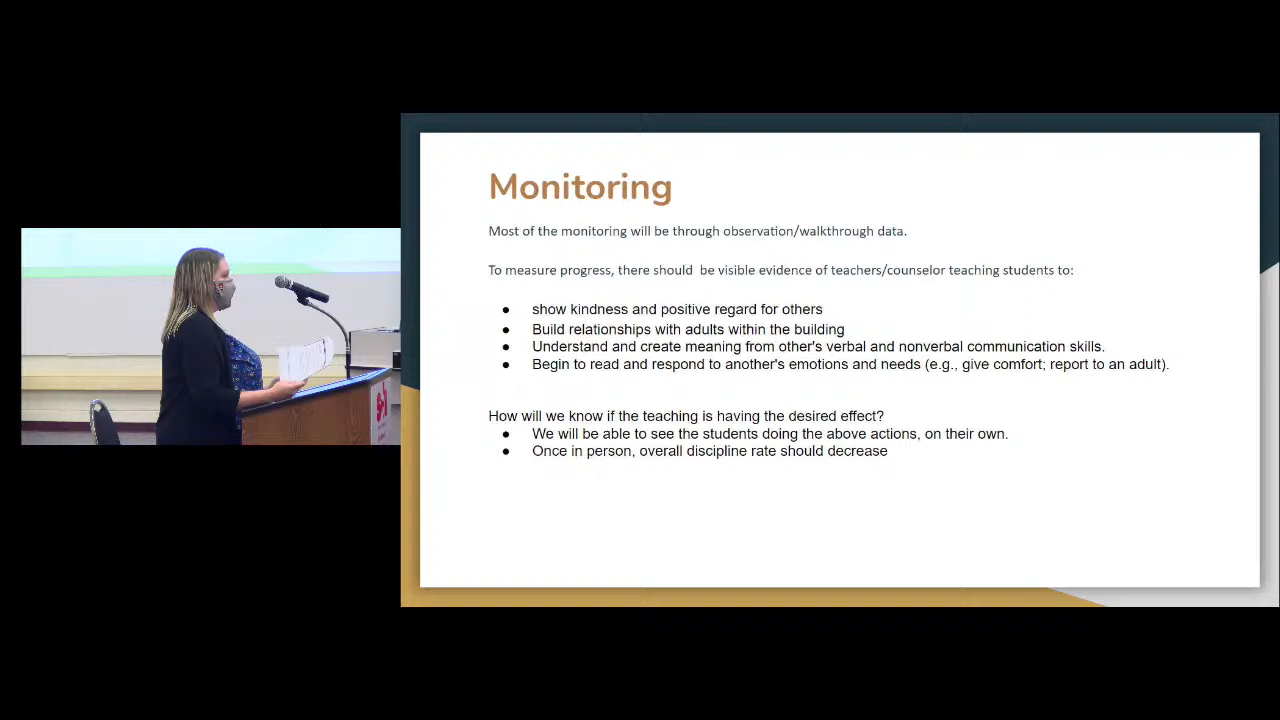 Monitoring
Most of the monitoring will be through observation/walkthrough data.
To measure progress, there should  be visible evidence of teachers/counselor teaching students to:
● show kindness and positive regard for others
● Build relationships with adults within the building
● Understand and create meaning from other's verbal and nonverbal communication skills.
● Begin to read and respond to another's emotions and needs (e.g., give comfort; report to an adult).
How will we know if the teaching is having the desired effect?
● We will be able to see the students doing the above actions, on their own.
● Once in person, overall discipline rate should decrease